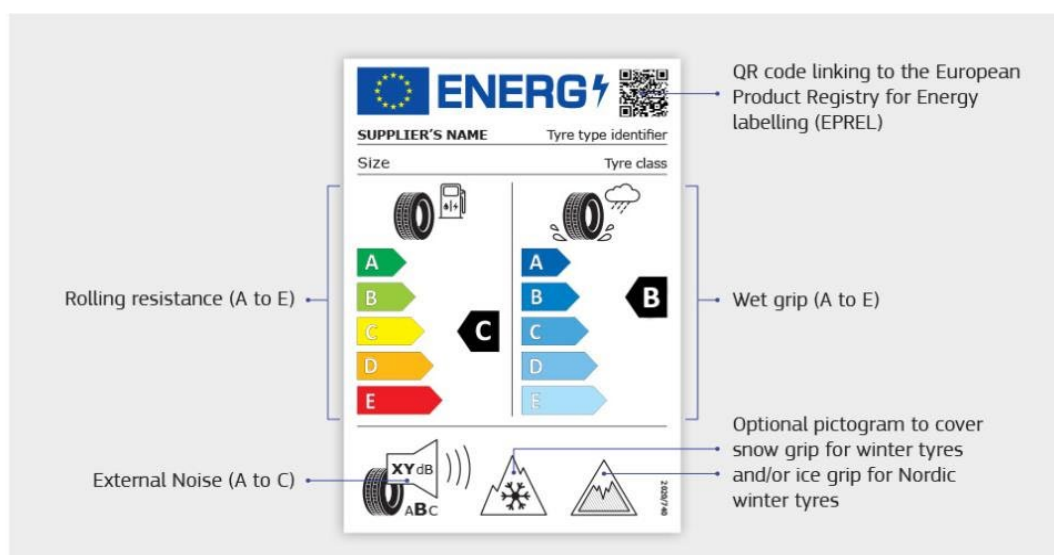 ENERG
QR code linking to the European
Product Registry for Energy
labelling (EPREL)
SUPPLIER'S NAME Tyre type identifier
Size Tyre class
Rolling resistance (A to E)
A
B
C
D
E
C
A
B
C
D
E
B
Wet grip (A to E)
External Noise (A to C)
XY dB
ABC
2020/740
Optional pictogram to cover
snow grip for winter tyres
and/or ice grip for Nordic
winter tyres